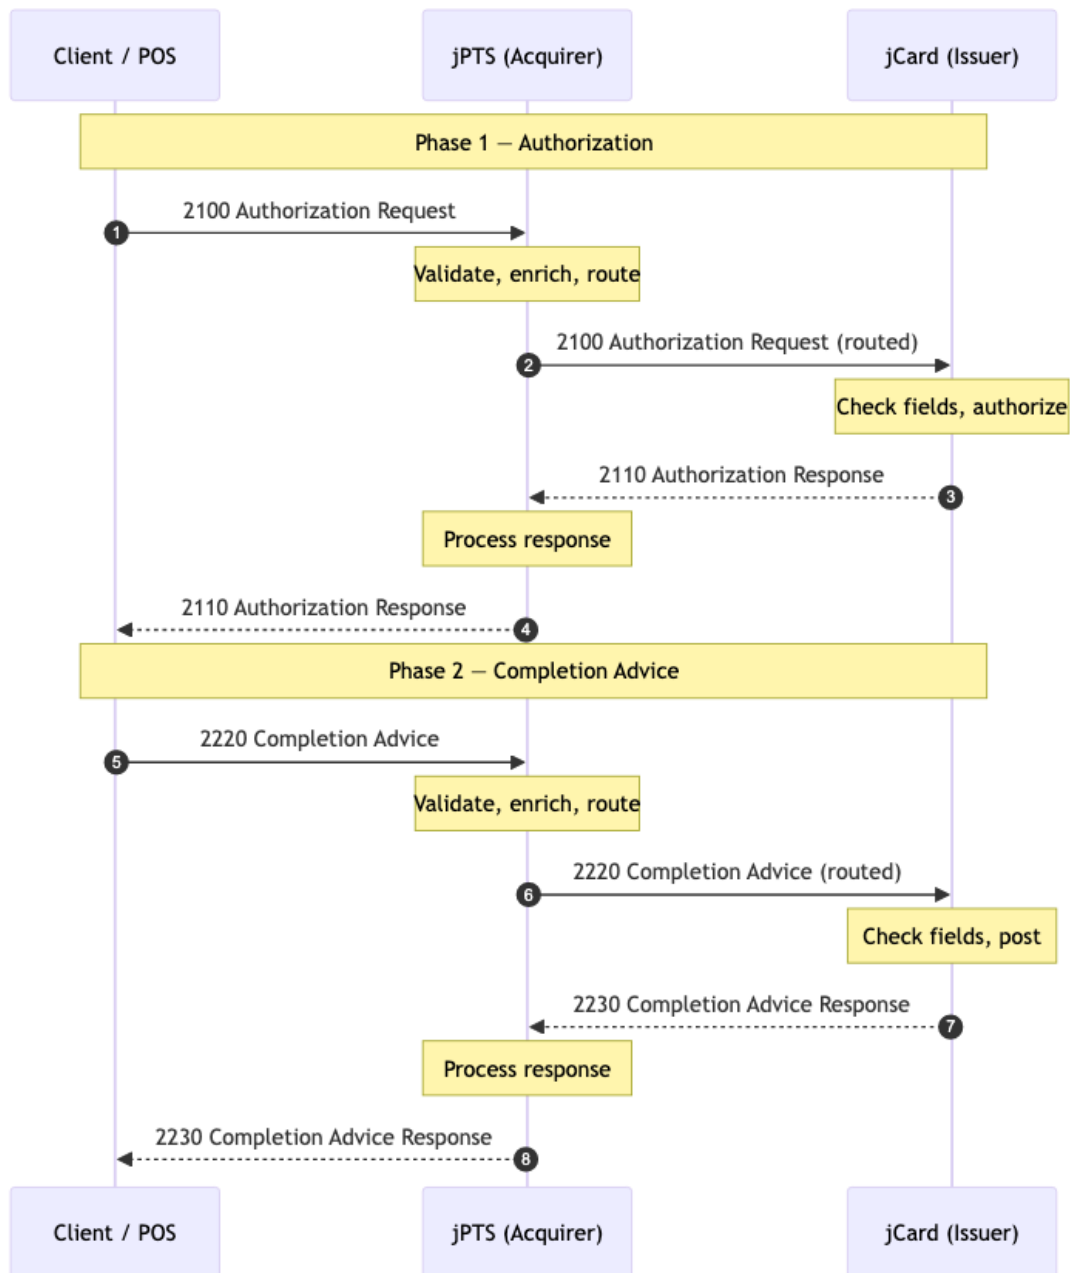 Client / POS
jPTS (Acquirer)
jCard (Issuer)
Phase 1 — Authorization
2100 Authorization Request
1
Validate, enrich, route
2100 Authorization Request (routed)
2
Check fields, authorize
2110 Authorization Response
3
Process response
2110 Authorization Response
4
Phase 2 — Completion Advice
2220 Completion Advice
5
Validate, enrich, route
2220 Completion Advice (routed)
6
Check fields, post
2230 Completion Advice Response
7
Process response
2230 Completion Advice Response
8
Client / POS
jPTS (Acquirer)
jCard (Issuer)